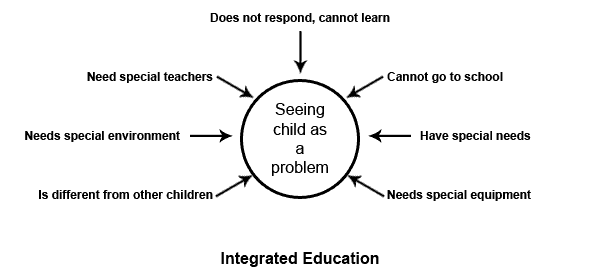 Does not respond, cannot learn
Need special teachers
Cannot go to school
Seeing
child as
a
problem
Needs special environment
Have special needs
Is different from other children
Needs special equipment
Integrated Education